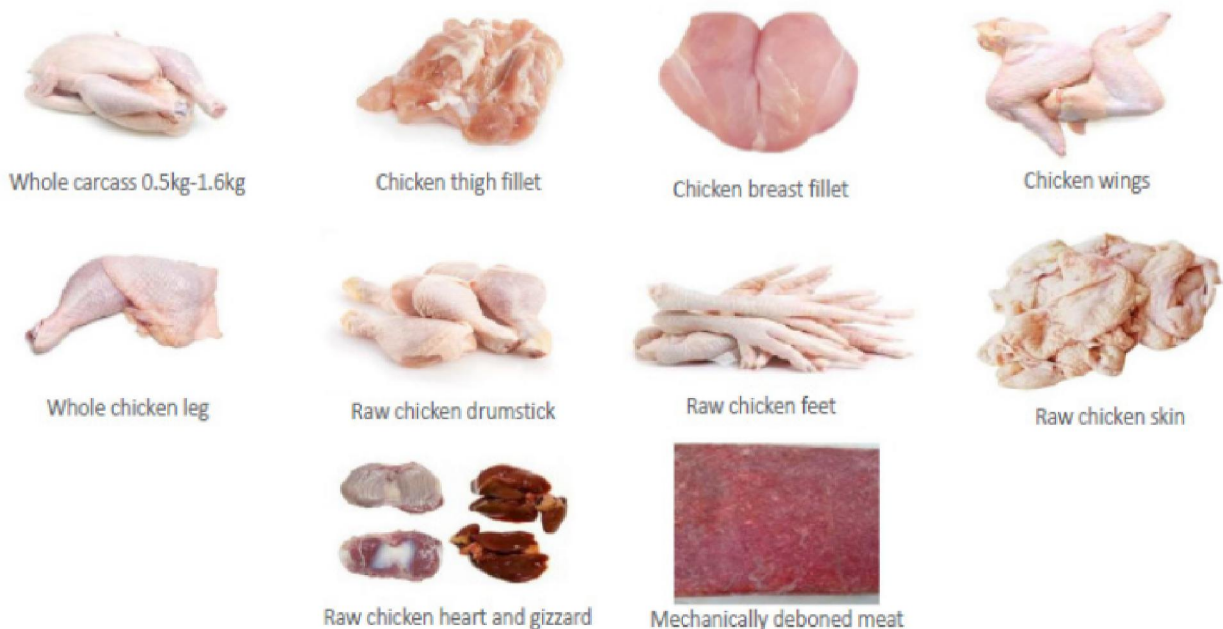 Whole carcass 0.5kg-1.6kg
Chicken thigh fillet
Chicken breast fillet
Chicken wings
Whole chicken leg
Raw chicken drumstick
Raw chicken feet
Raw chicken skin
Raw chicken heart and gizzard
Mechanically deboned meat